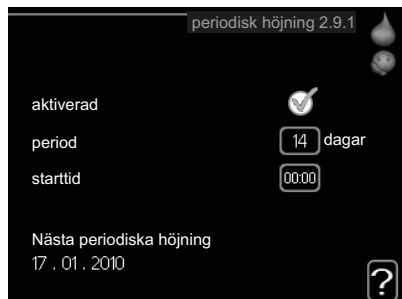 periodisk höjning 2.9.1
aktiverad
period 14 dagar
starttid 00:00
Nästa periodiska höjning
17 . 01 . 2010
?